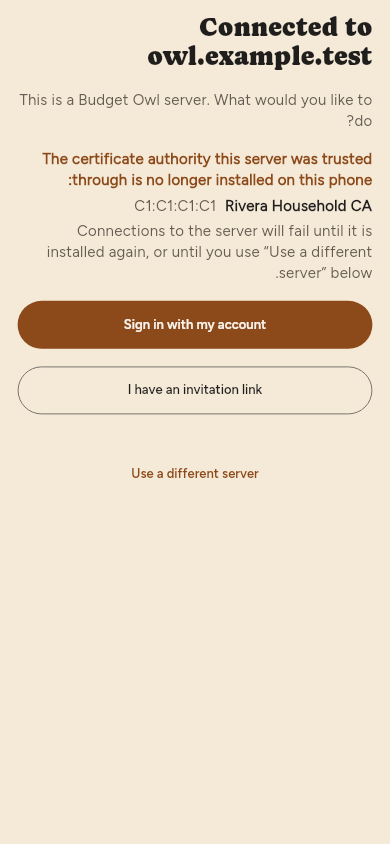 Connected to
owl.example.test
This is a Budget Owl server. What would you like to
do?
The certificate authority this server was trusted
through is no longer installed on this phone:
Rivera Household CA C1:C1:C1:C1
Connections to the server will fail until it is
installed again, or until you use “Use a different
server” below.
Sign in with my account
I have an invitation link
Use a different server